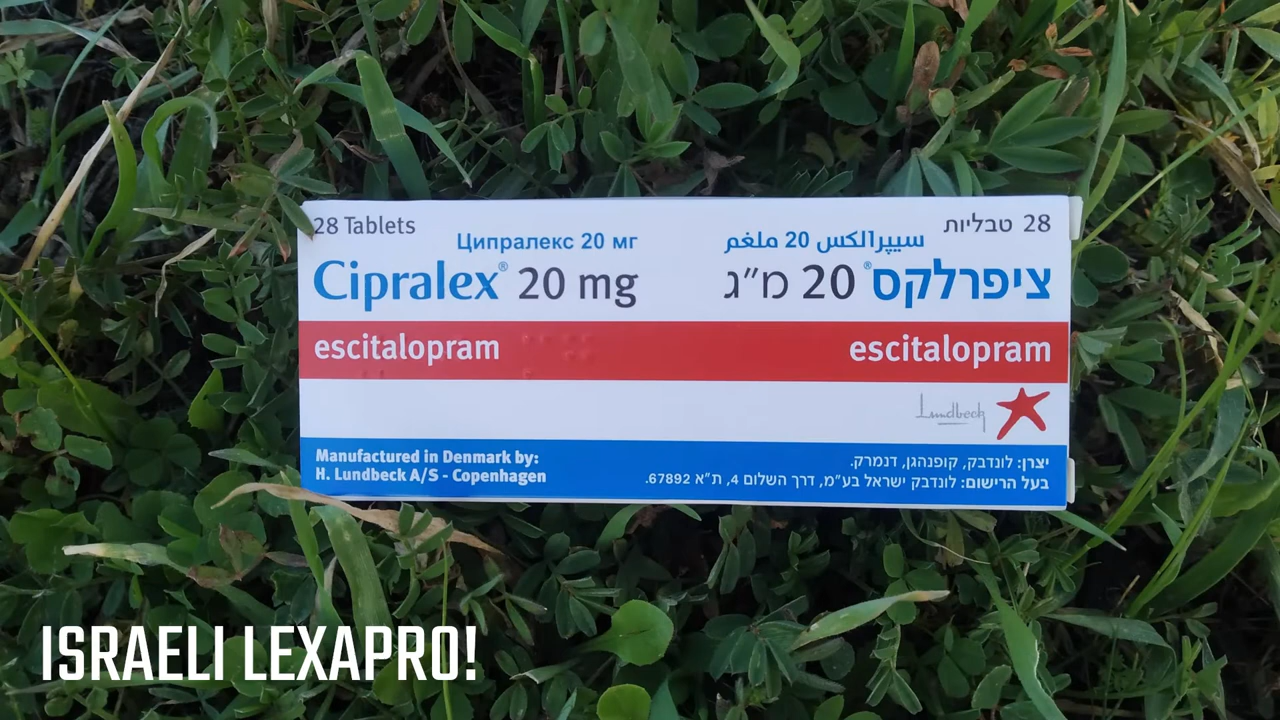 28 Tablets
28 טבליות
Ципралекс 20 мг
سيپرالكس 20 ملغم
Cipralex® 20 mg
ציפרלקס® 20 מ"ג
escitalopram
escitalopram
Lundbeck
Manufactured in Denmark by:
H. Lundbeck A/S - Copenhagen
יצרן: לונדבק, קופנהגן, דנמרק.
בעל הרישום: לונדבק ישראל בע"מ, דרך השלום 4, ת"א 67892.
ISRAELI LEXAPRO!